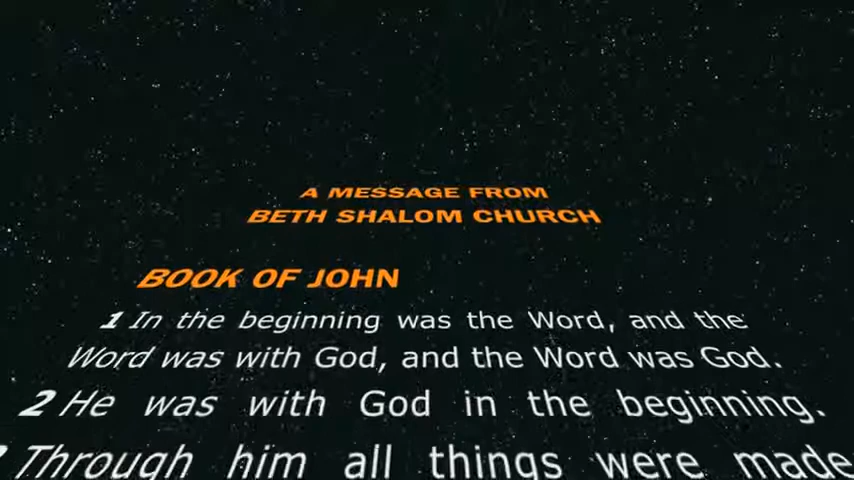 A MESSAGE FROM
BETH SHALOM CHURCH
BOOK OF JOHN
1 In the beginning was the Word, and the
Word was with God, and the Word was God.
2 He was with God in the beginning.
Through him all things were made